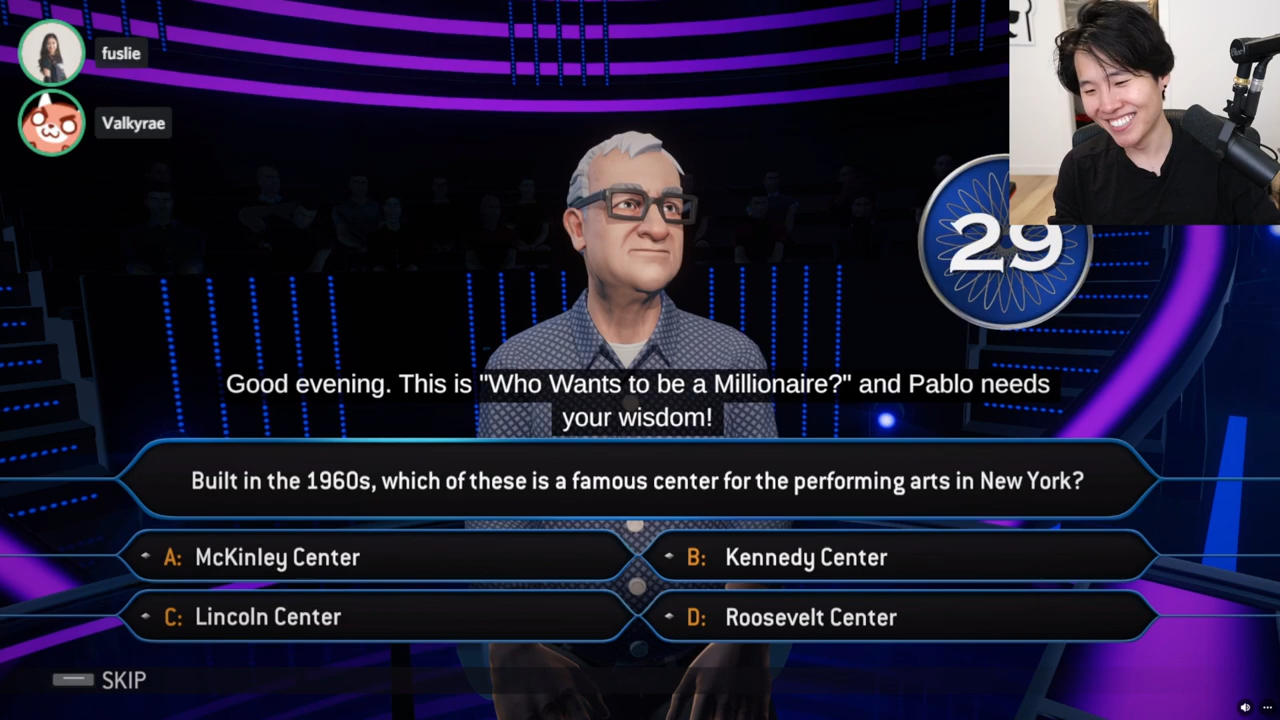 fuslie
Valkyrae
29
Good evening. This is "Who Wants to be a Millionaire?" and Pablo needs
your wisdom!
Built in the 1960s, which of these is a famous center for the performing arts in New York?
A: McKinley Center
B: Kennedy Center
C: Lincoln Center
D: Roosevelt Center
SKIP